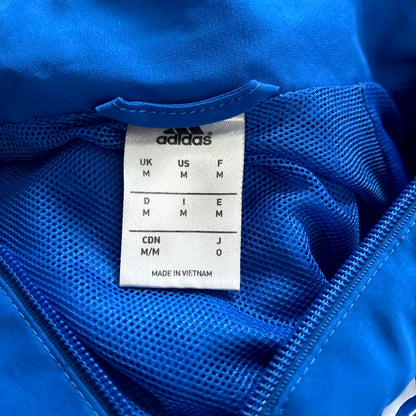 adidas
UK US F
M M M
D I E
M M M
CDN J
M/M O
MADE IN VIETNAM